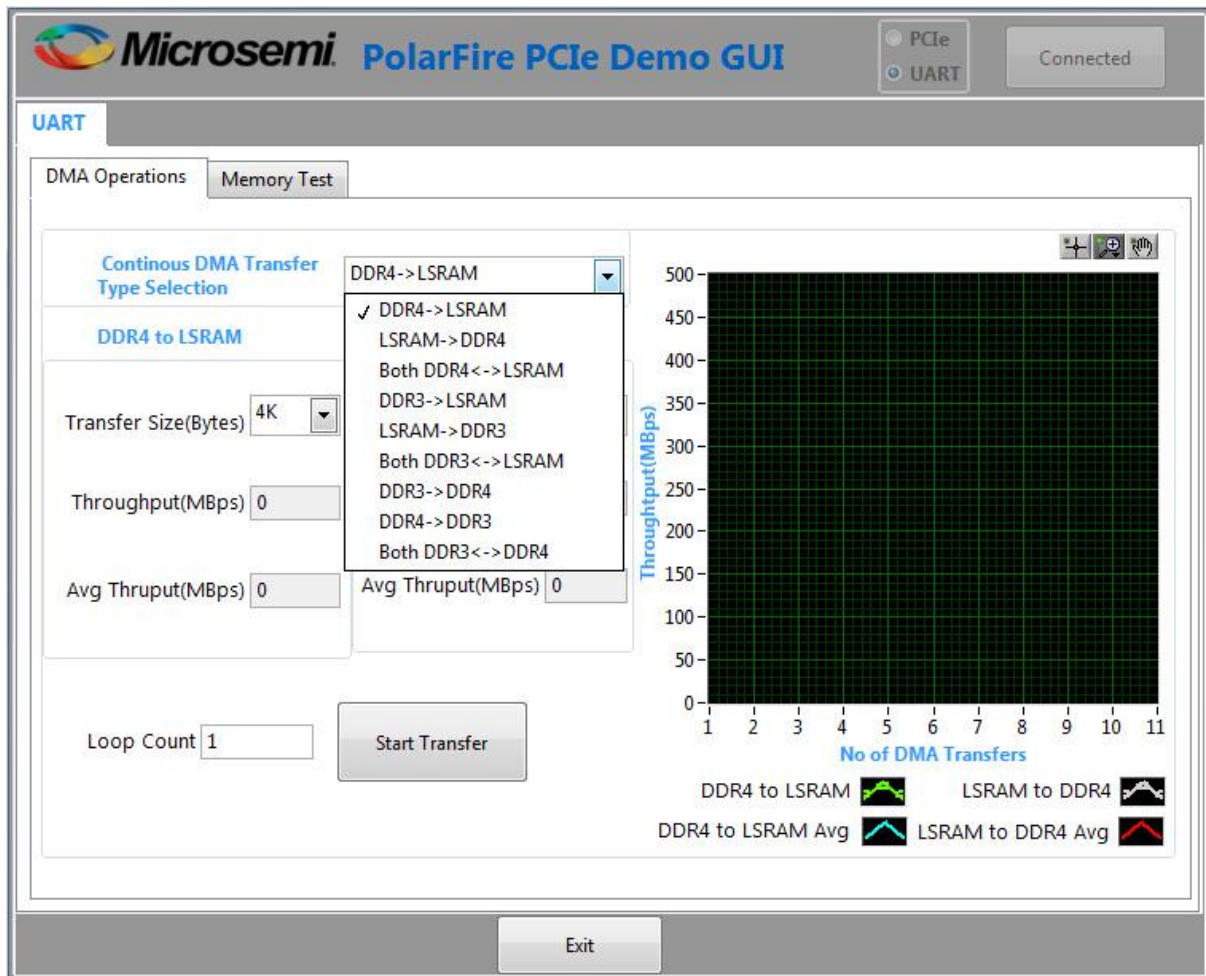 Microsemi. PolarFire PCIe Demo GUI
PCIe
UART
Connected
UART
DMA Operations
Memory Test
Continous DMA Transfer
Type Selection
DDR4->LSRAM
✓ DDR4->LSRAM
LSRAM->DDR4
Both DDR4<->LSRAM
DDR3->LSRAM
LSRAM->DDR3
Both DDR3<->LSRAM
DDR3->DDR4
DDR4->DDR3
Both DDR3<->DDR4
DDR4 to LSRAM
Transfer Size(Bytes) 4K
Throughput(MBps) 0
Avg Thruput(MBps) 0
Avg Thruput(MBps) 0
Loop Count 1
Start Transfer
Throughtput(MBps)
500
450
400
350
300
250
200
150
100
50
0
1 2 3 4 5 6 7 8 9 10 11
No of DMA Transfers
DDR4 to LSRAM
LSRAM to DDR4
DDR4 to LSRAM Avg
LSRAM to DDR4 Avg
Exit